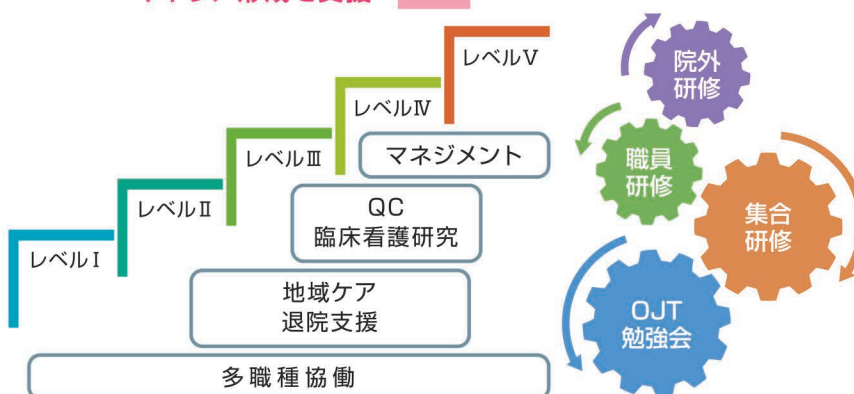 レベルⅤ
レベルⅣ
レベルⅢ
レベルⅡ
レベルⅠ
マネジメント
QC
臨床看護研究
地域ケア
退院支援
多職種協働
院外
研修
職員
研修
集合
研修
OJT
勉強会